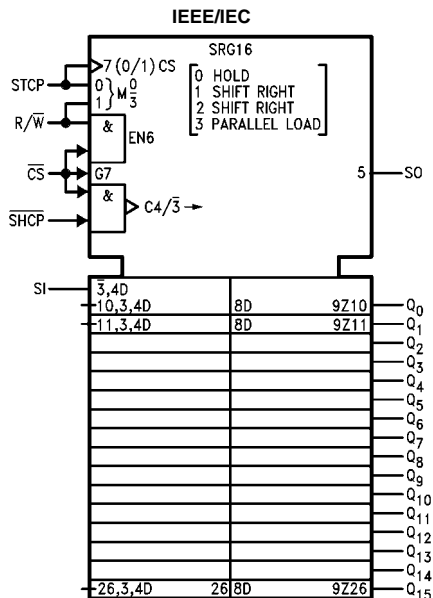 IEEE/IEC
SRG16
7(0/1)CS
STCP
0
1
} M 0/3
R/W̅
&
EN6
C̅S̅
G7
&
S̅H̅C̅P̅
C4/3̅ →
0 HOLD
1 SHIFT RIGHT
2 SHIFT RIGHT
3 PARALLEL LOAD
5
SO
SI
3̅,4D
10,3,4D 8D 9Z10 Q0
11,3,4D 8D 9Z11 Q1
Q2
Q3
Q4
Q5
Q6
Q7
Q8
Q9
Q10
Q11
Q12
Q13
Q14
26,3,4D 26 8D 9Z26 Q15